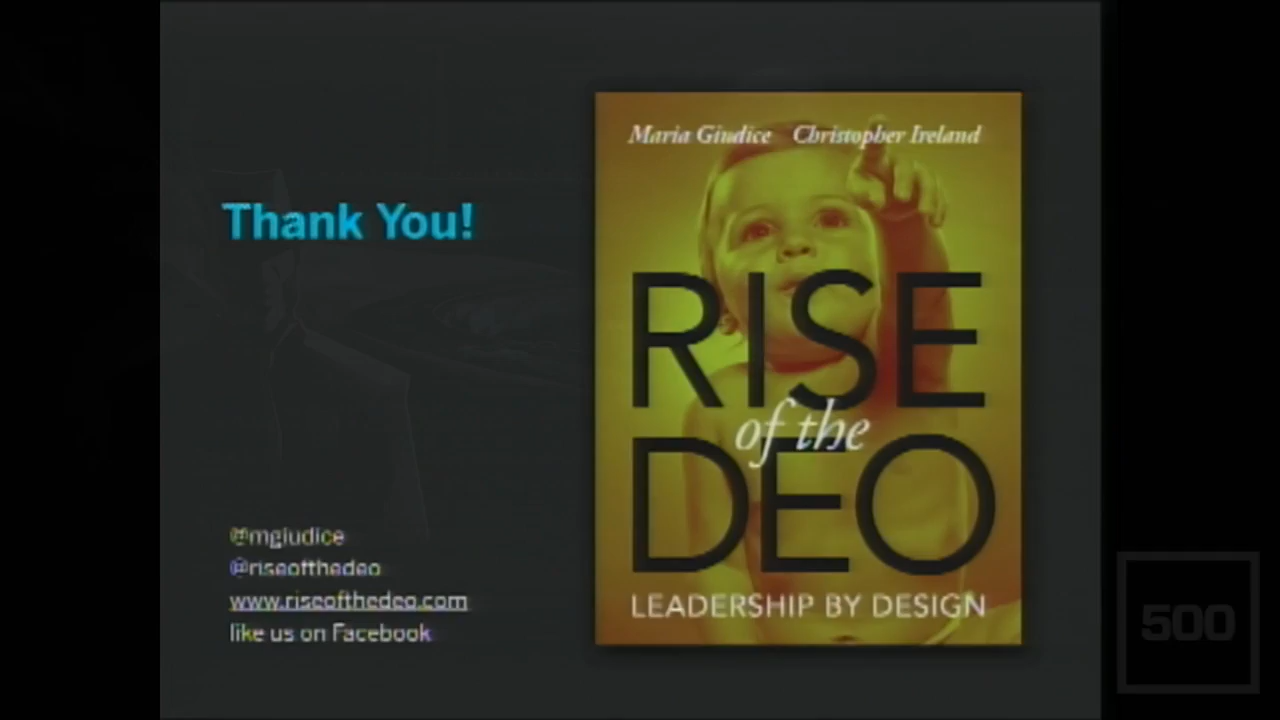 Thank You!
@mgiudice
@riseofthedeo
www.riseofthedeo.com
like us on Facebook
Maria Giudice Christopher Ireland
RISE
of the
DEO
LEADERSHIP BY DESIGN
500